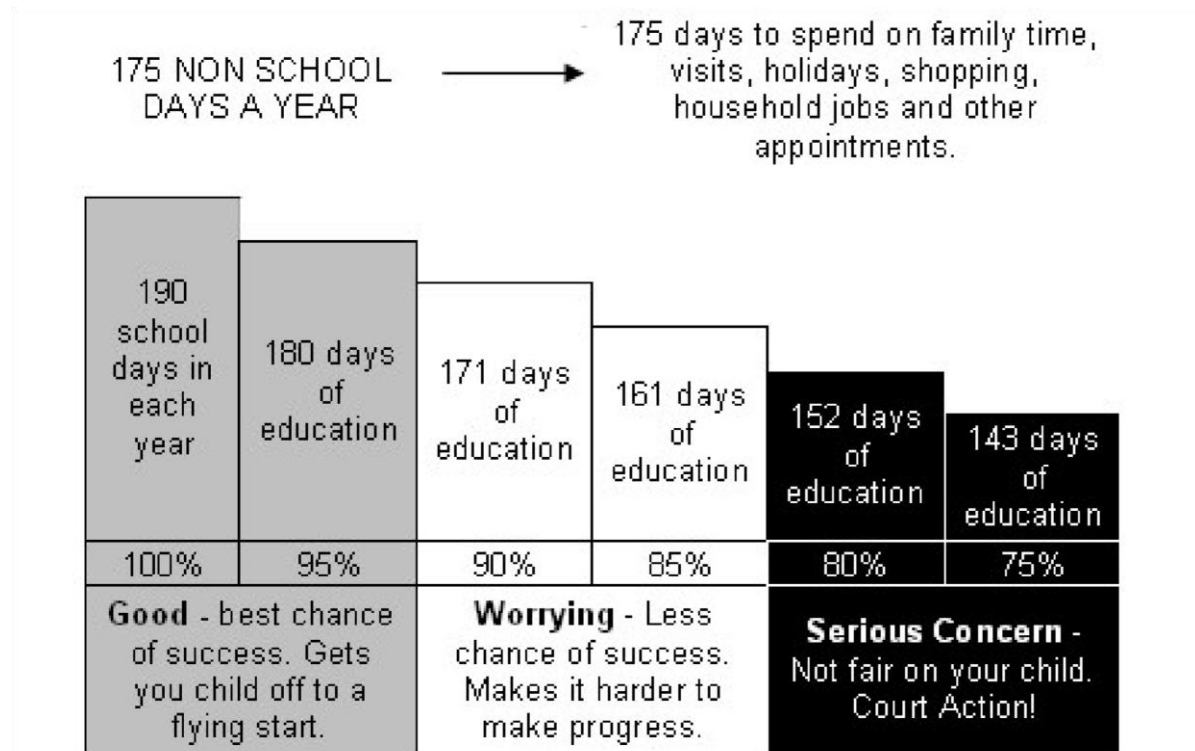 175 NON SCHOOL
DAYS A YEAR
175 days to spend on family time,
visits, holidays, shopping,
household jobs and other
appointments.
190
school
days in
each
year
180 days
of
education
171 days
of
education
161 days
of
education
152 days
of
education
143 days
of
education
100%
95%
90%
85%
80%
75%
Good - best chance
of success. Gets
you child off to a
flying start.
Worrying - Less
chance of success.
Makes it harder to
make progress.
Serious Concern -
Not fair on your child.
Court Action!